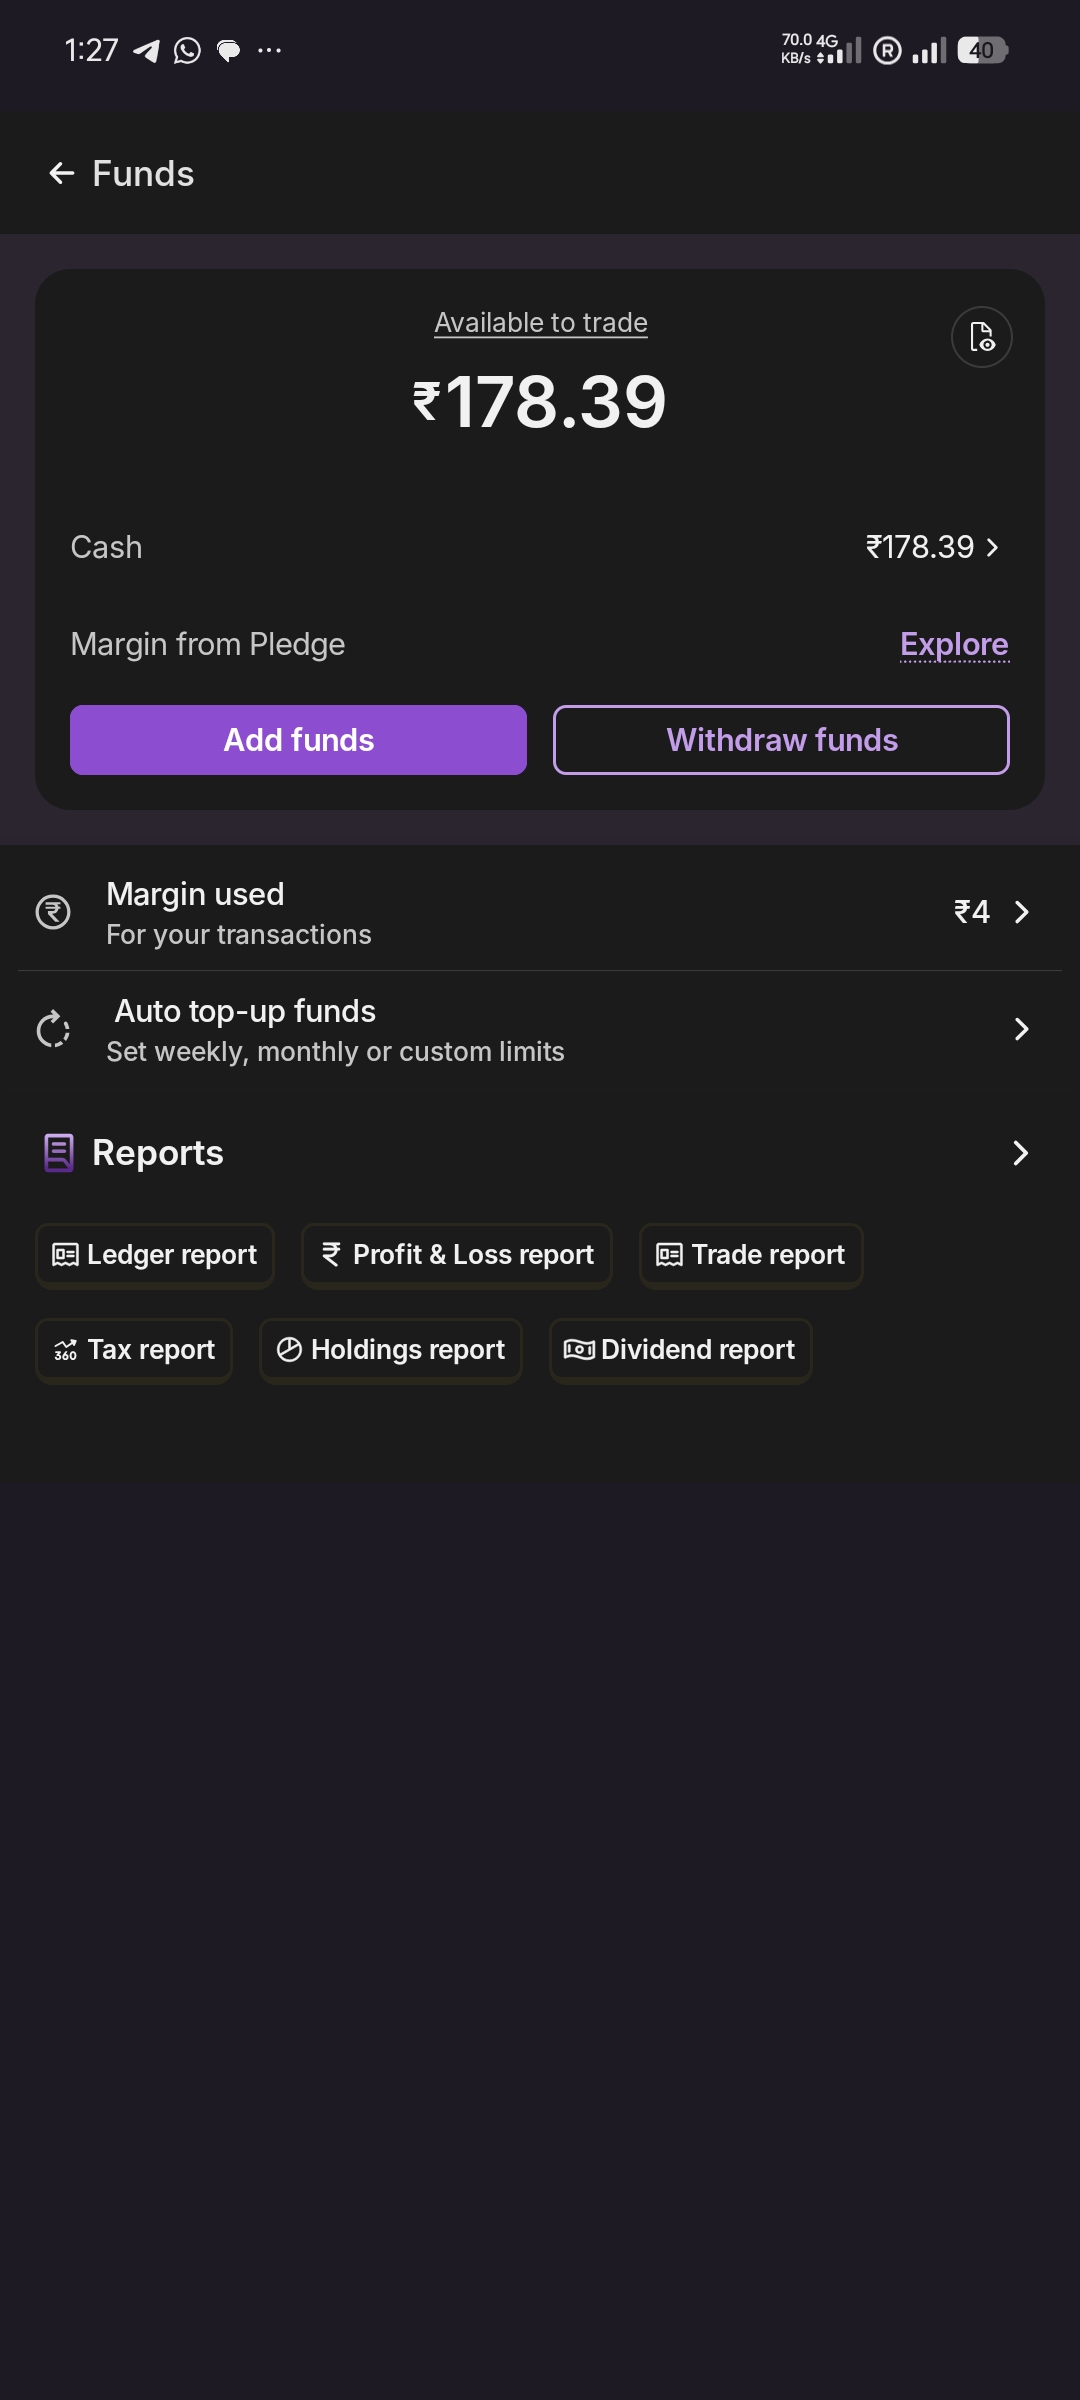 1:27 70.0 KB/s 4G R 40
Funds
Available to trade
₹178.39
Cash ₹178.39
Margin from Pledge Explore
Add funds Withdraw funds
Margin used ₹4
For your transactions
Auto top-up funds
Set weekly, monthly or custom limits
Reports
Ledger report ₹ Profit & Loss report Trade report
360 Tax report Holdings report Dividend report